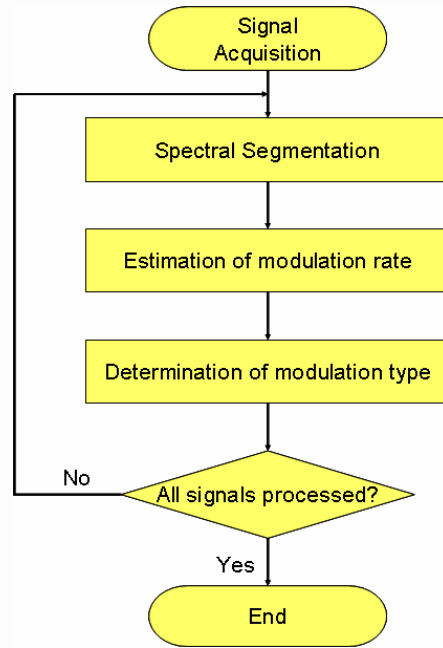 Signal
Acquisition
Spectral Segmentation
Estimation of modulation rate
Determination of modulation type
All signals processed?
No
Yes
End